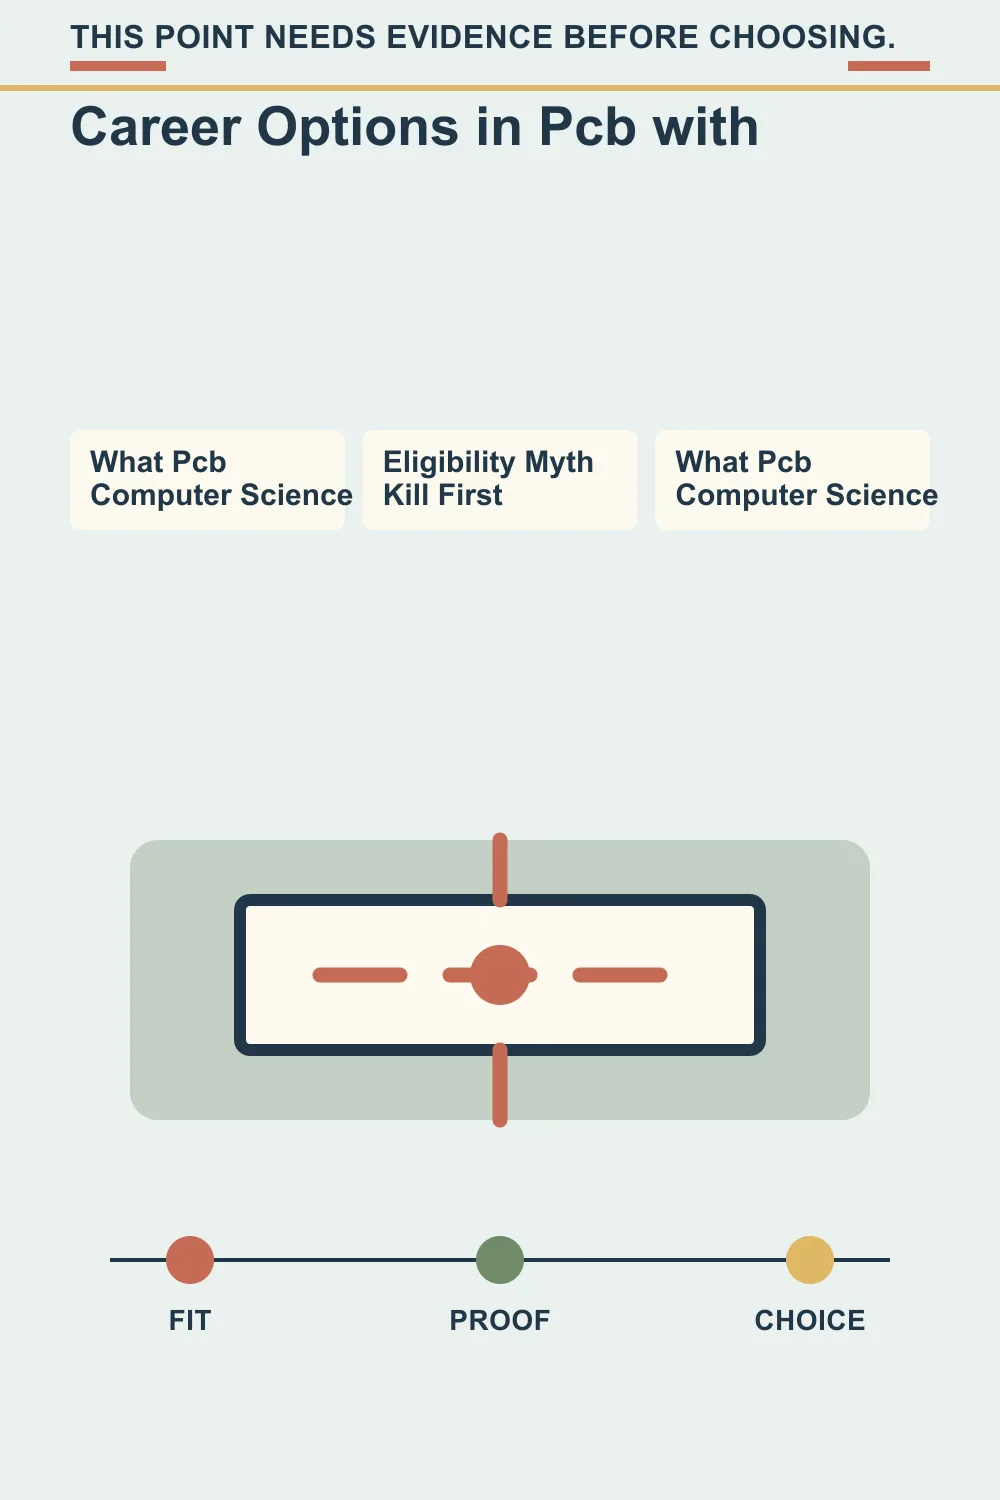 THIS POINT NEEDS EVIDENCE BEFORE CHOOSING.
Career Options in Pcb with
What Pcb
Computer Science
Eligibility Myth
Kill First
What Pcb
Computer Science
FIT
PROOF
CHOICE